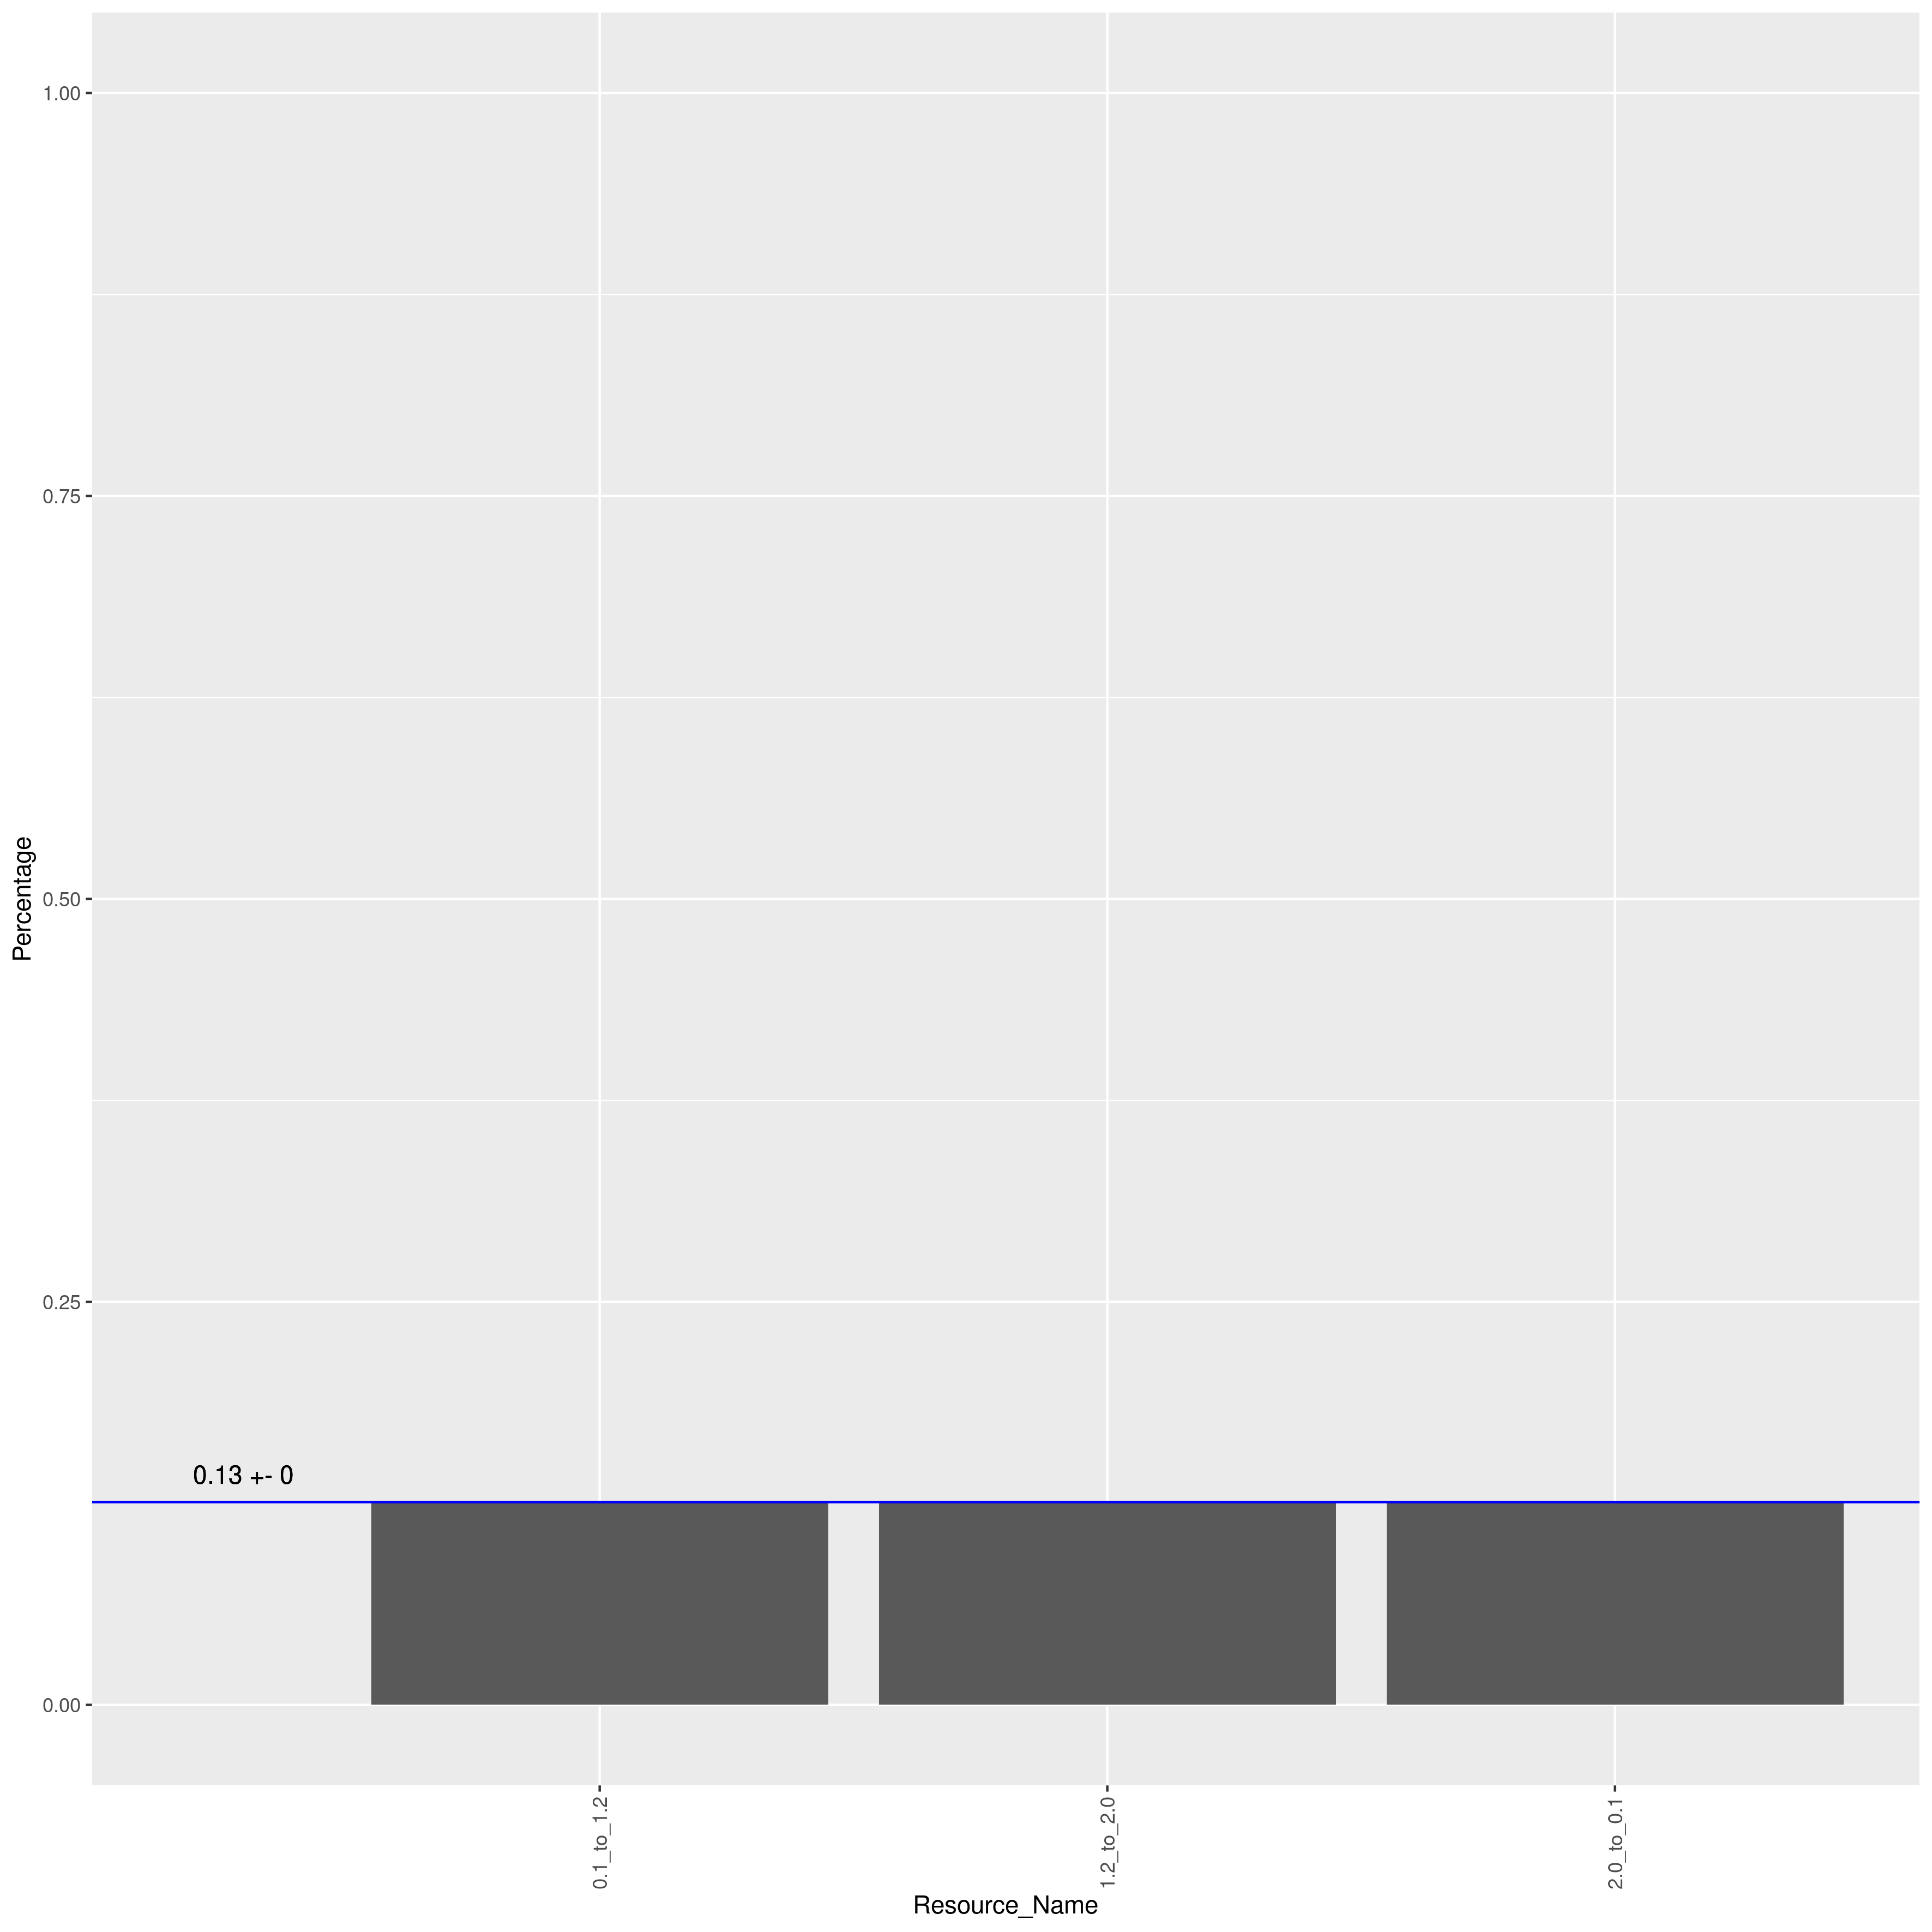 1.00
0.75
0.50
0.25
0.00
Percentage
0.13 +- 0
0.1_to_1.2
1.2_to_2.0
2.0_to_0.1
Resource_Name